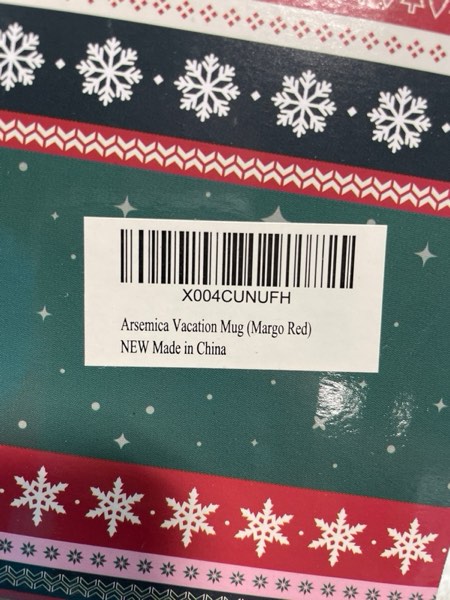 X004CUNUFH
Arsemica Vacation Mug (Margo Red)
NEW Made in China